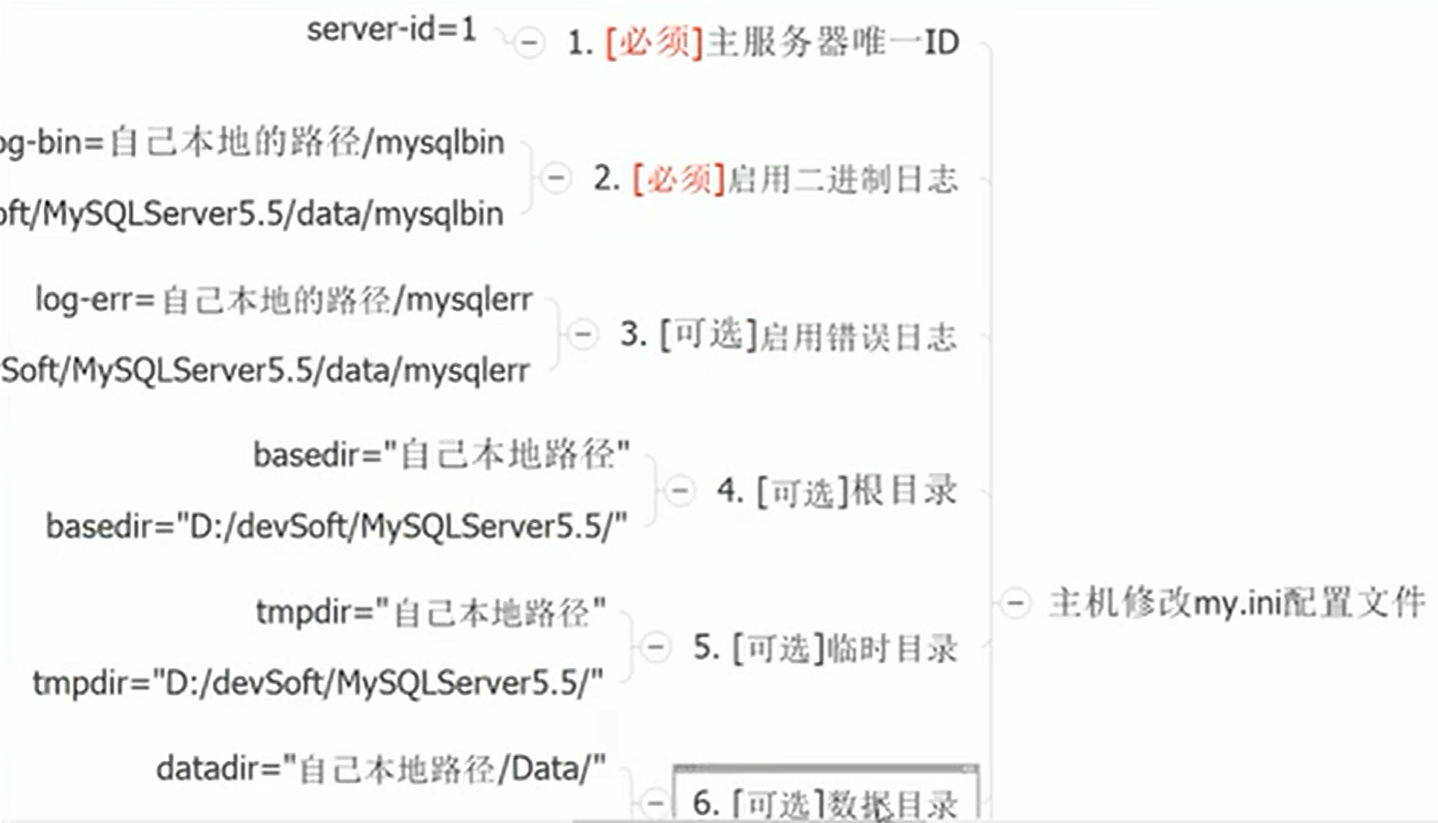 server-id=1
1. [必须]主服务器唯一ID
og-bin=自己本地的路径/mysqlbin
2. [必须]启用二进制日志
oft/MySQLServer5.5/data/mysqlbin
log-err=自己本地的路径/mysqlerr
3. [可选]启用错误日志
Soft/MySQLServer5.5/data/mysqlerr
basedir="自己本地路径"
4. [可选]根目录
basedir="D:/devSoft/MySQLServer5.5/"
主机修改my.ini配置文件
tmpdir="自己本地路径"
5. [可选]临时目录
tmpdir="D:/devSoft/MySQLServer5.5/"
datadir="自己本地路径/Data/"
6. [可选]数据目录